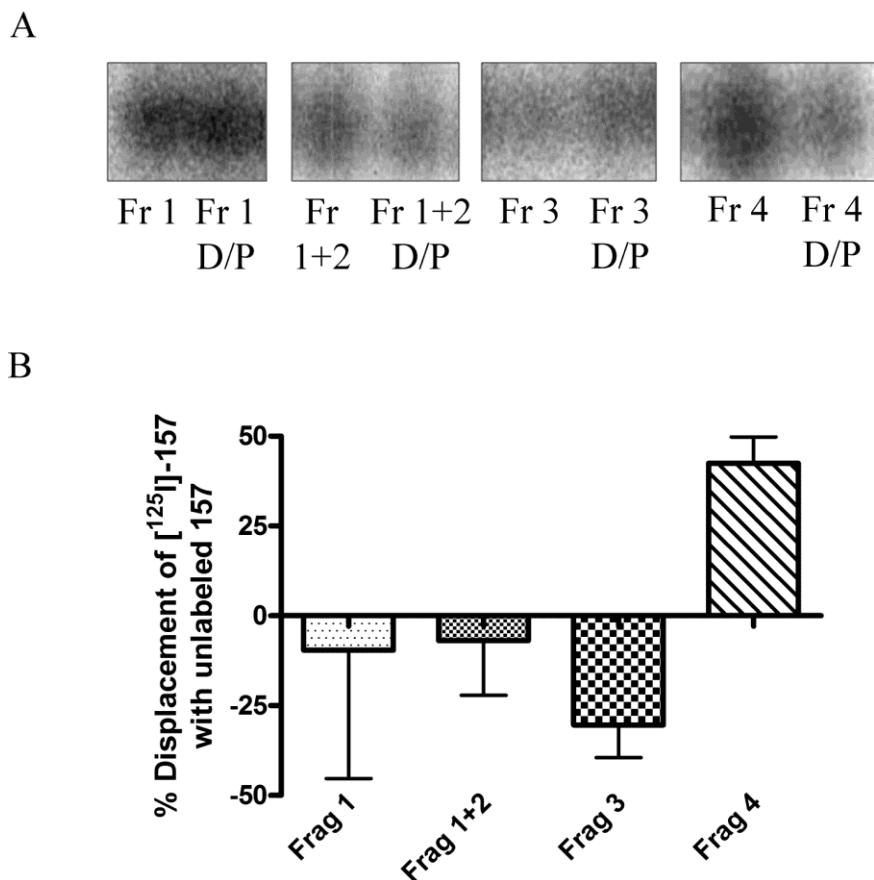 A
Fr 1 Fr 1 Fr Fr 1+2 Fr 3 Fr 3 Fr 4 Fr 4
D/P 1+2 D/P D/P D/P
B
% Displacement of [¹²⁵I]-157
with unlabeled 157
50
25
0
-25
-50
Frag 1
Frag 1+2
Frag 3
Frag 4